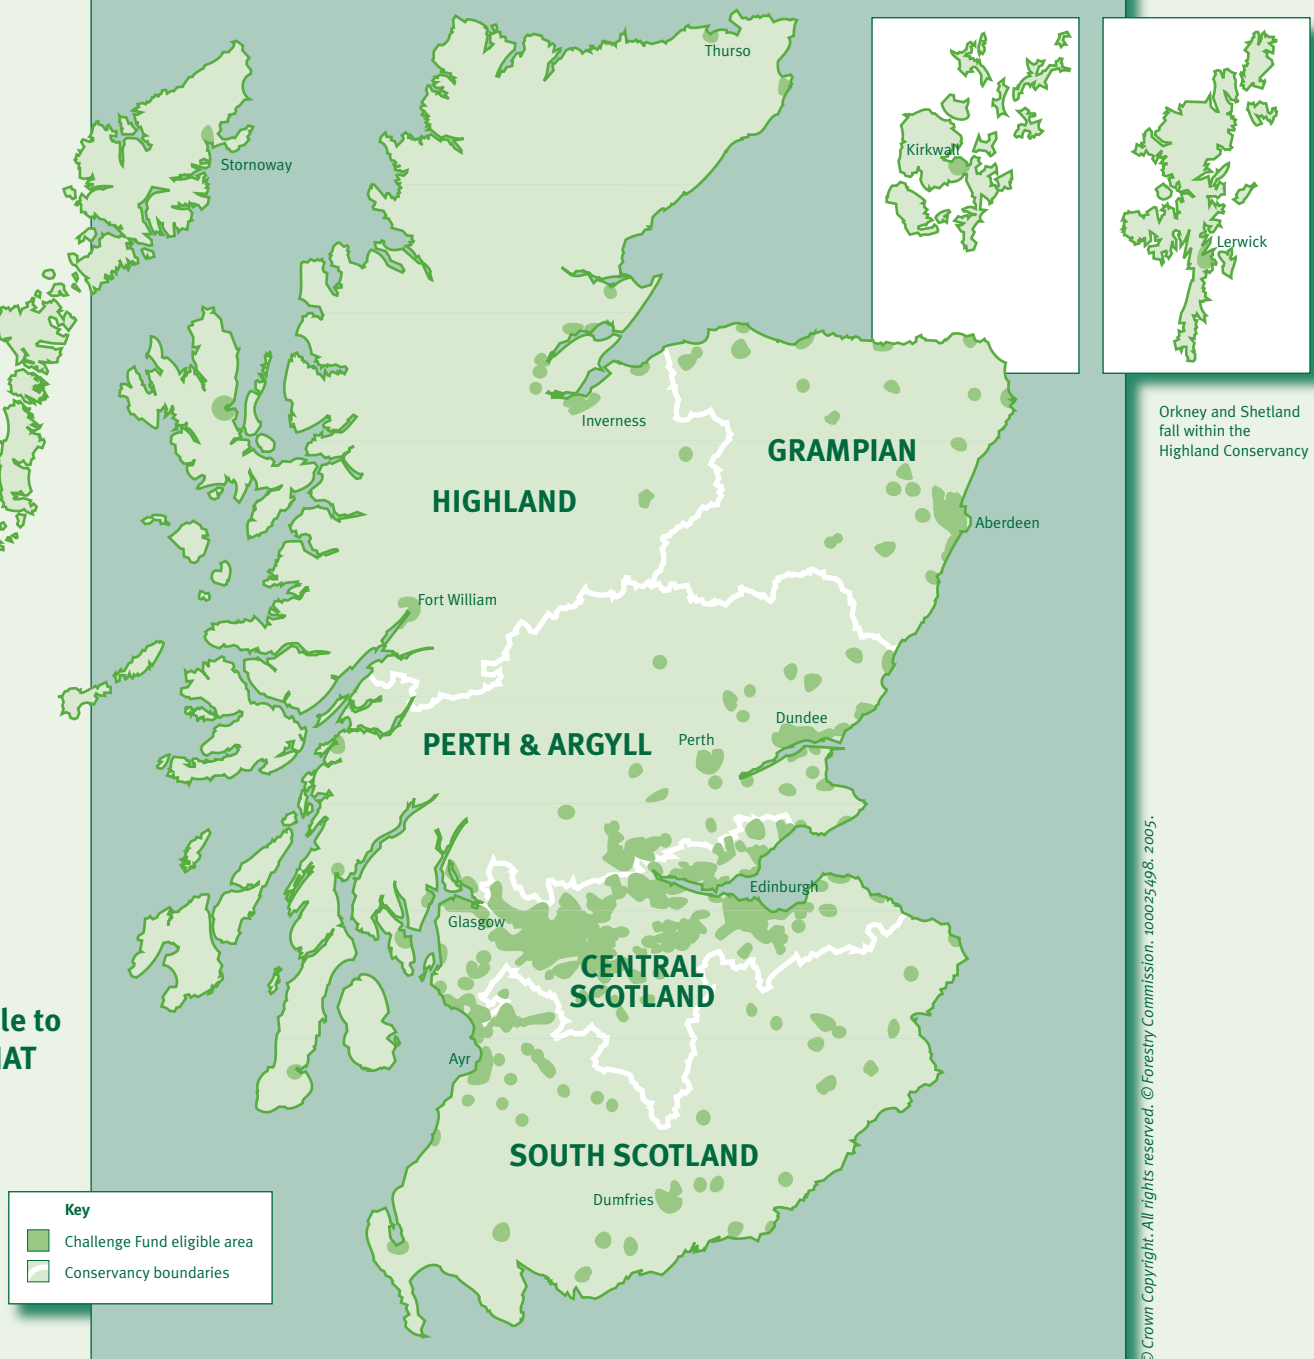 Thurso
Stornoway
Kirkwall
Lerwick
Orkney and Shetland
fall within the
Highland Conservancy
Inverness
GRAMPIAN
HIGHLAND
Aberdeen
Fort William
Dundee
PERTH & ARGYLL
Perth
Edinburgh
Glasgow
CENTRAL
SCOTLAND
le to
Ayr
SOUTH SCOTLAND
Dumfries
Key
Challenge Fund eligible area
Conservancy boundaries
© Crown Copyright. All rights reserved. © Forestry Commission. 100025498. 2005.